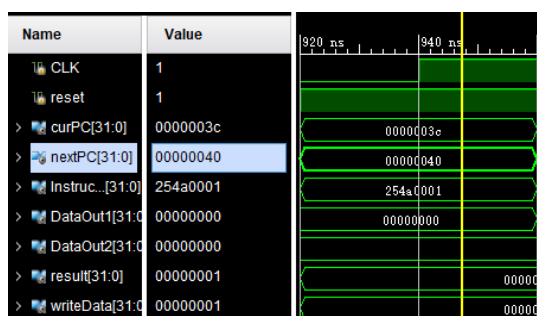 Name Value 920 ns 940 ns
CLK 1
reset 1
curPC[31:0] 0000003c 0000003c
nextPC[31:0] 00000040 00000040
Instruc...[31:0] 254a0001 254a0001
DataOut1[31:0 00000000 00000000
DataOut2[31:0 00000000
result[31:0] 00000001 0000
writeData[31:0 00000001 0000